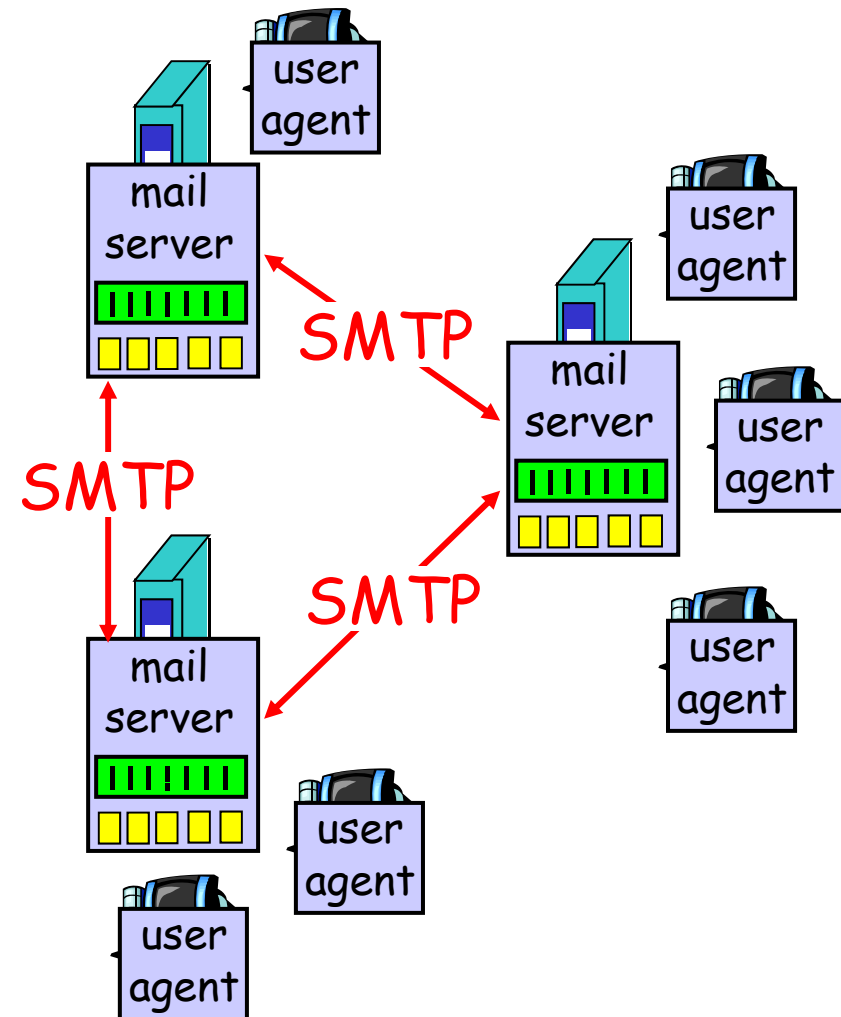 user
agent
mail
server
user
agent
SMTP
mail
server
user
agent
SMTP
SMTP
user
agent
mail
server
user
agent
user
agent